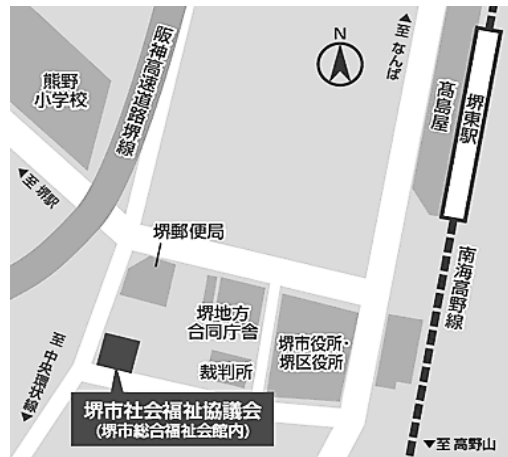 N
▲至 なんば
阪神高速道路堺線
熊野
小学校
髙島屋
堺東駅
◀至 堺駅
堺郵便局
南海高野線
堺地方
合同庁舎
堺市役所・
堺区役所
裁判所
至 中央環状線▶
堺市社会福祉協議会
(堺市総合福祉会館内)
▼至 高野山